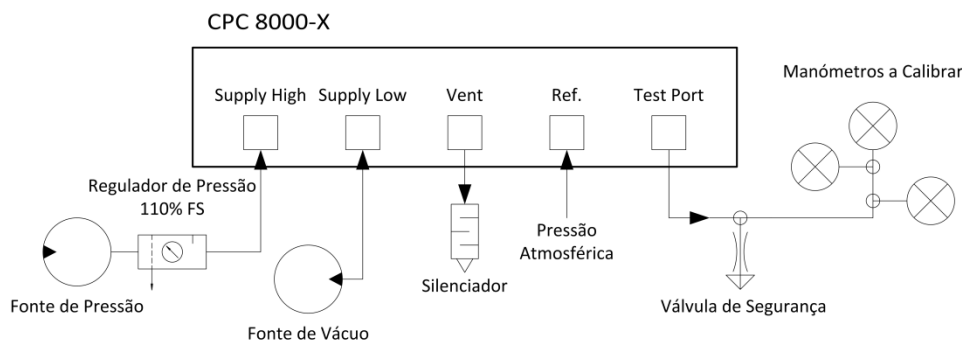 CPC 8000-X
Supply High
Supply Low
Vent
Ref.
Test Port
Manómetros a Calibrar
Regulador de Pressão
110% FS
Fonte de Pressão
Fonte de Vácuo
Silenciador
Pressão
Atmosférica
Válvula de Segurança